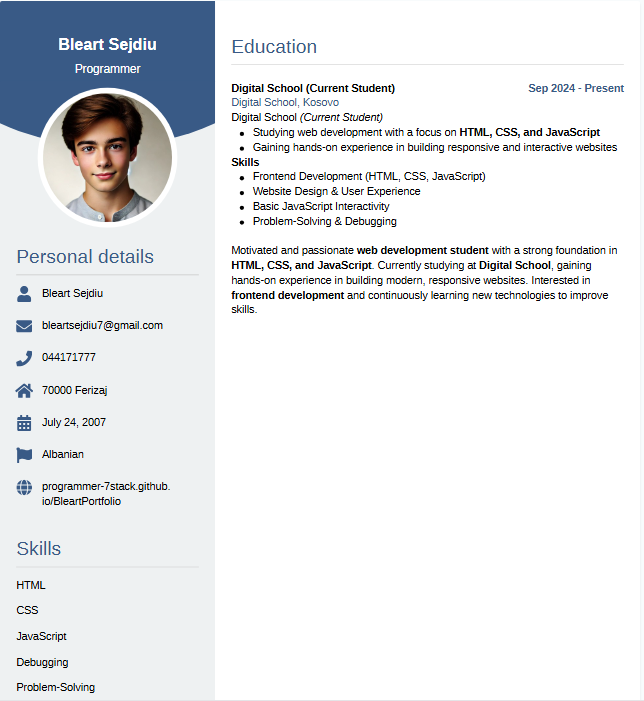 Bleart Sejdiu
Programmer
Personal details
Bleart Sejdiu
bleartsejdiu7@gmail.com
044171777
70000 Ferizaj
July 24, 2007
Albanian
programmer-7stack.github.
io/BleartPortfolio
Skills
HTML
CSS
JavaScript
Debugging
Problem-Solving
Education
Digital School (Current Student) Sep 2024 - Present
Digital School, Kosovo
Digital School (Current Student)
• Studying web development with a focus on HTML, CSS, and JavaScript
• Gaining hands-on experience in building responsive and interactive websites
Skills
• Frontend Development (HTML, CSS, JavaScript)
• Website Design & User Experience
• Basic JavaScript Interactivity
• Problem-Solving & Debugging
Motivated and passionate web development student with a strong foundation in
HTML, CSS, and JavaScript. Currently studying at Digital School, gaining
hands-on experience in building modern, responsive websites. Interested in
frontend development and continuously learning new technologies to improve
skills.